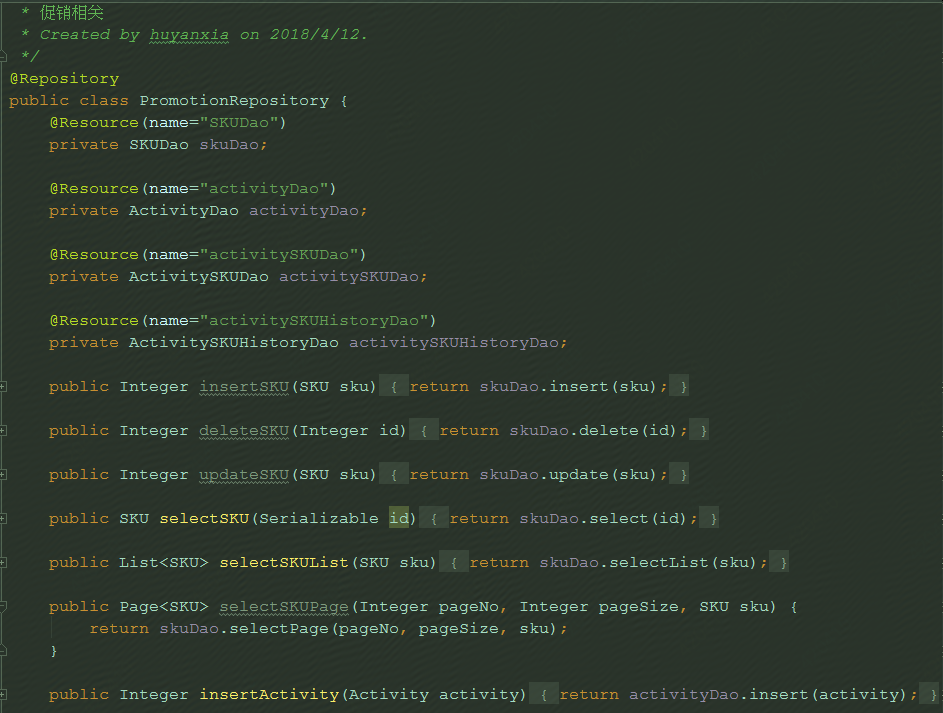 * 促销相关
* Created by huyanxia on 2018/4/12.
*/
@Repository
public class PromotionRepository {
@Resource(name="SKUDao")
private SKUDao skuDao;
@Resource(name="activityDao")
private ActivityDao activityDao;
@Resource(name="activitySKUDao")
private ActivitySKUDao activitySKUDao;
@Resource(name="activitySKUHistoryDao")
private ActivitySKUHistoryDao activitySKUHistoryDao;
public Integer insertSKU(SKU sku) { return skuDao.insert(sku); }
public Integer deleteSKU(Integer id) { return skuDao.delete(id); }
public Integer updateSKU(SKU sku) { return skuDao.update(sku); }
public SKU selectSKU(Serializable id) { return skuDao.select(id); }
public List<SKU> selectSKUList(SKU sku) { return skuDao.selectList(sku); }
public Page<SKU> selectSKUPage(Integer pageNo, Integer pageSize, SKU sku) {
return skuDao.selectPage(pageNo, pageSize, sku);
}
public Integer insertActivity(Activity activity) { return activityDao.insert(activity); }